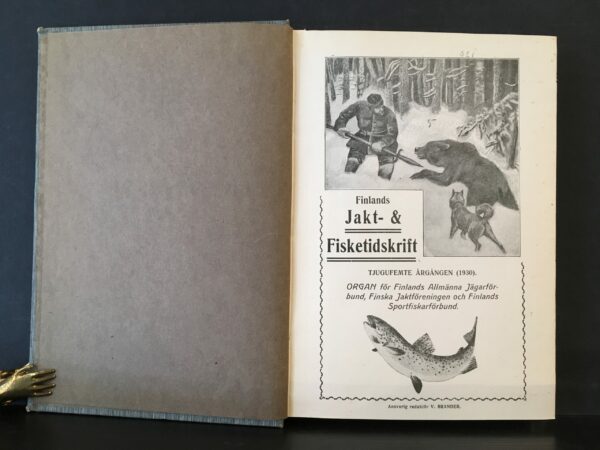 Finlands
Jakt- &
Fisketidskrift
TJUGUFEMTE ÅRGÅNGEN (1930).
ORGAN för Finlands Allmänna Jägarför-
bund, Finska Jaktföreningen och Finlands
Sportfiskarförbund.
Ansvarig redaktör V. BRANDER.